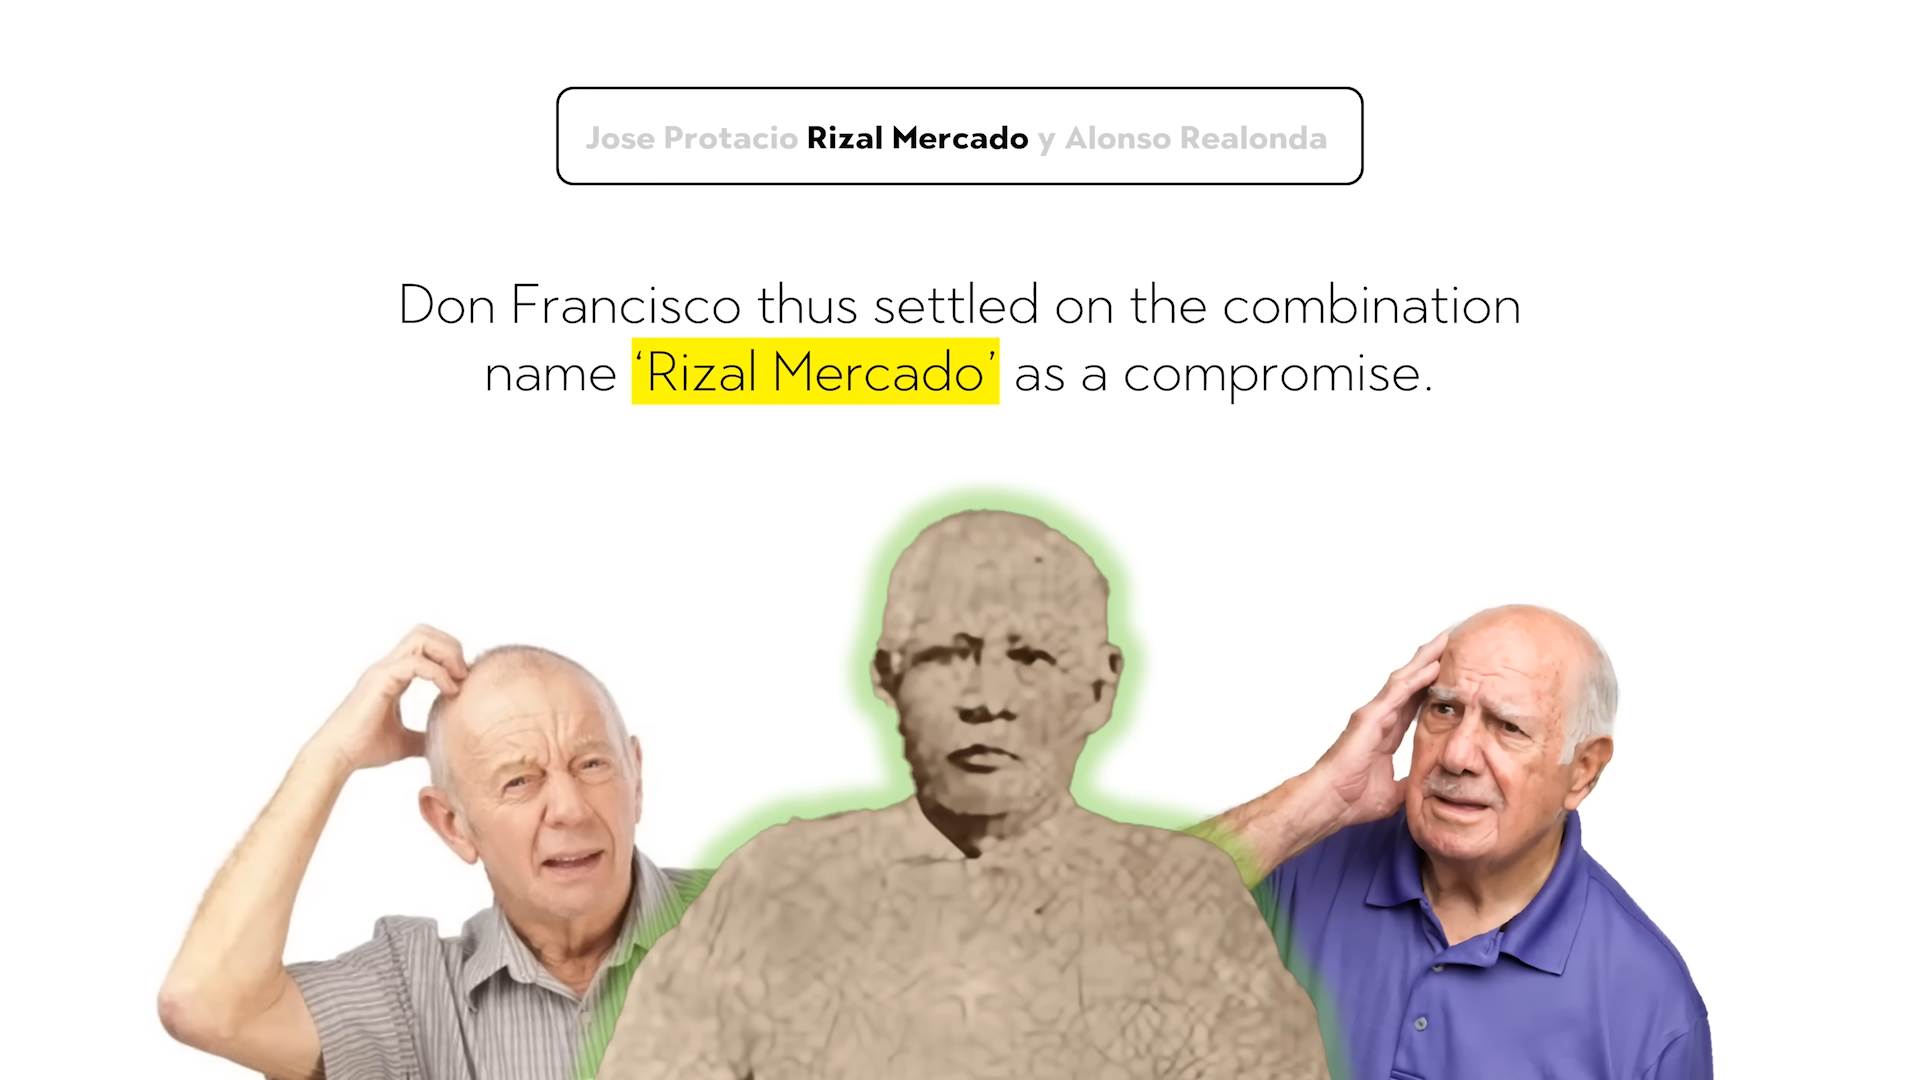 Jose Protacio Rizal Mercado y Alonso Realonda
Don Francisco thus settled on the combination
name ‘Rizal Mercado’ as a compromise.